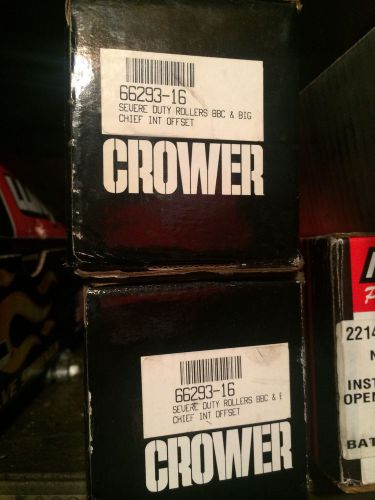 66293-16
SEVERE DUTY ROLLERS BBC & BIG
CHIEF INT OFFSET
CROWER
66293-16
SEVERE DUTY ROLLERS BBC &
CHIEF INT OFFSET
CROWER
2214
N
INST
OPEN
BAT